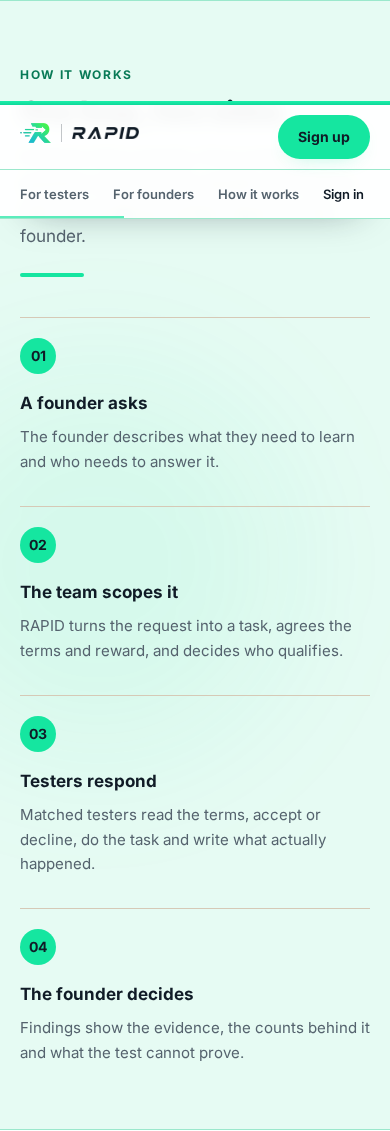 HOW IT WORKS
RAPID
Sign up
For testers
For founders
How it works
Sign in
founder.
01
A founder asks
The founder describes what they need to learn
and who needs to answer it.
02
The team scopes it
RAPID turns the request into a task, agrees the
terms and reward, and decides who qualifies.
03
Testers respond
Matched testers read the terms, accept or
decline, do the task and write what actually
happened.
04
The founder decides
Findings show the evidence, the counts behind it
and what the test cannot prove.